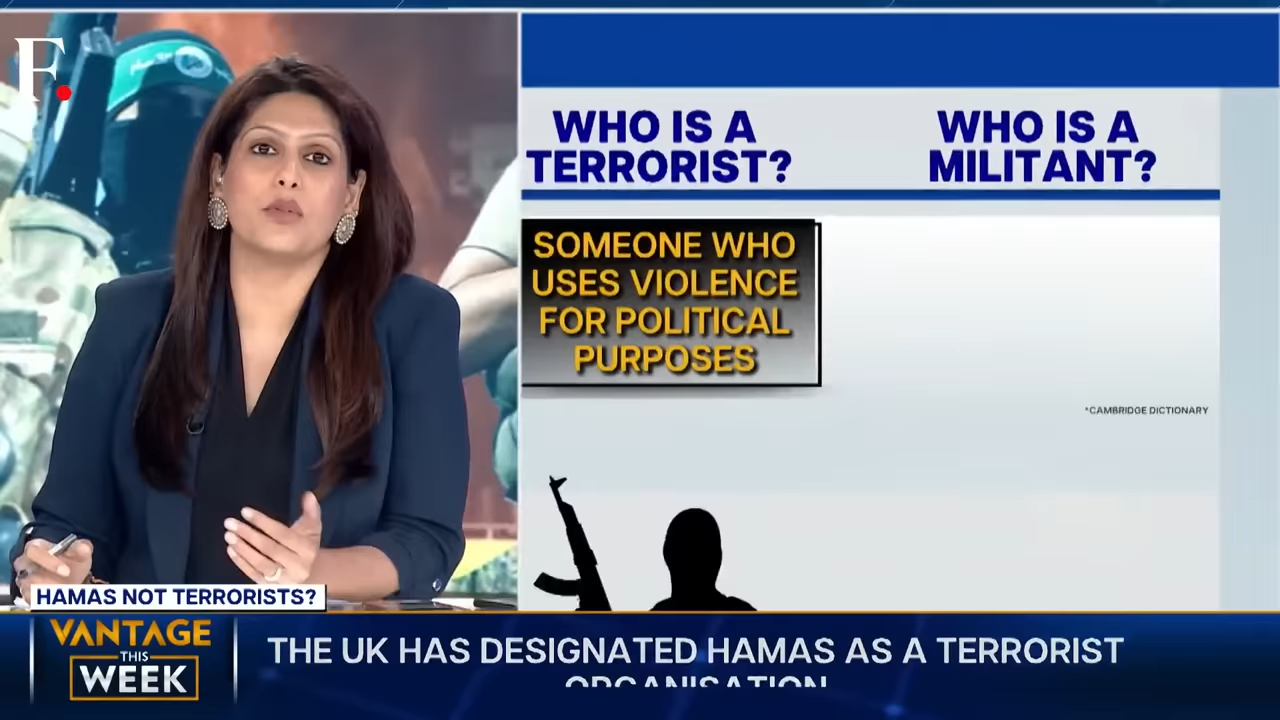 F
WHO IS A
TERRORIST?
WHO IS A
MILITANT?
SOMEONE WHO
USES VIOLENCE
FOR POLITICAL
PURPOSES
*CAMBRIDGE DICTIONARY
HAMAS NOT TERRORISTS?
VANTAGE
THIS
WEEK
THE UK HAS DESIGNATED HAMAS AS A TERRORIST
ORGANISATION